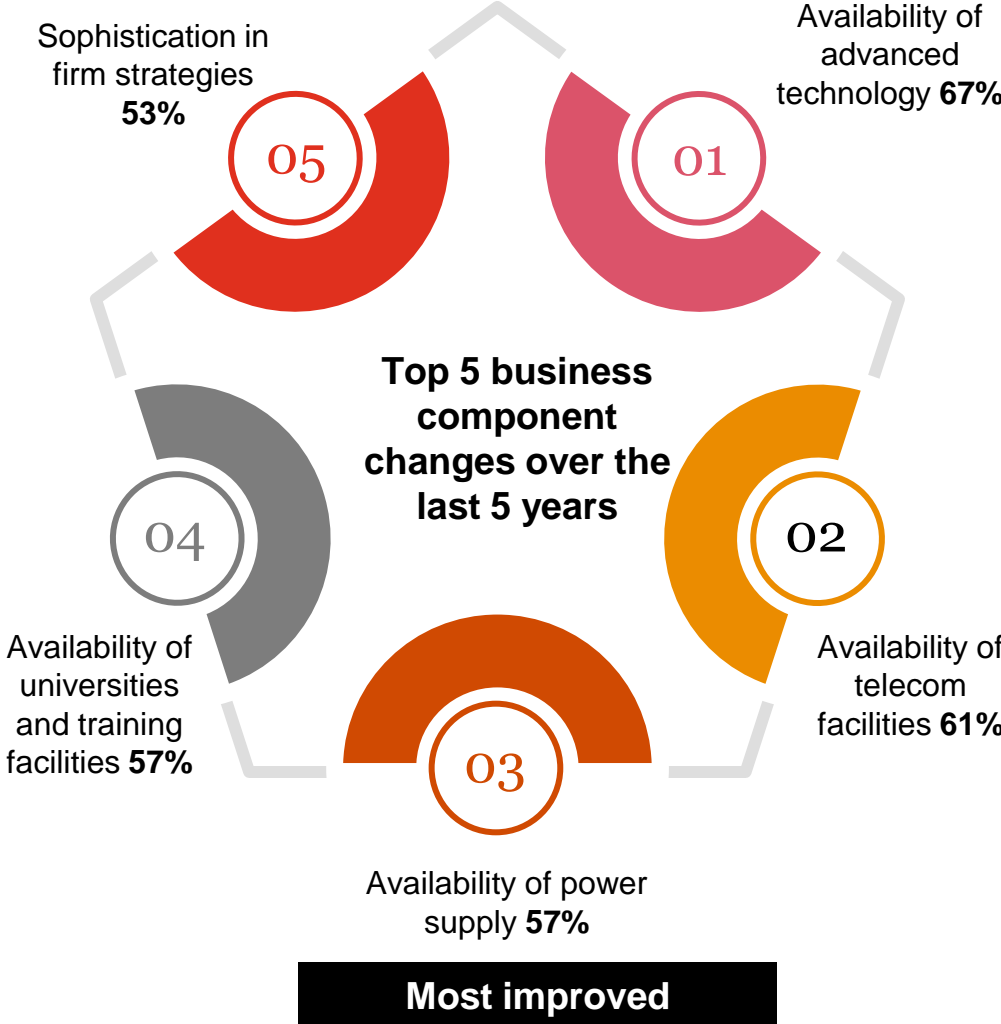 Top 5 business
component
changes over the
last 5 years
01
Availability of
advanced
technology 67%
02
Availability of
telecom
facilities 61%
03
Availability of power
supply 57%
04
Availability of
universities
and training
facilities 57%
05
Sophistication in
firm strategies
53%
Most improved